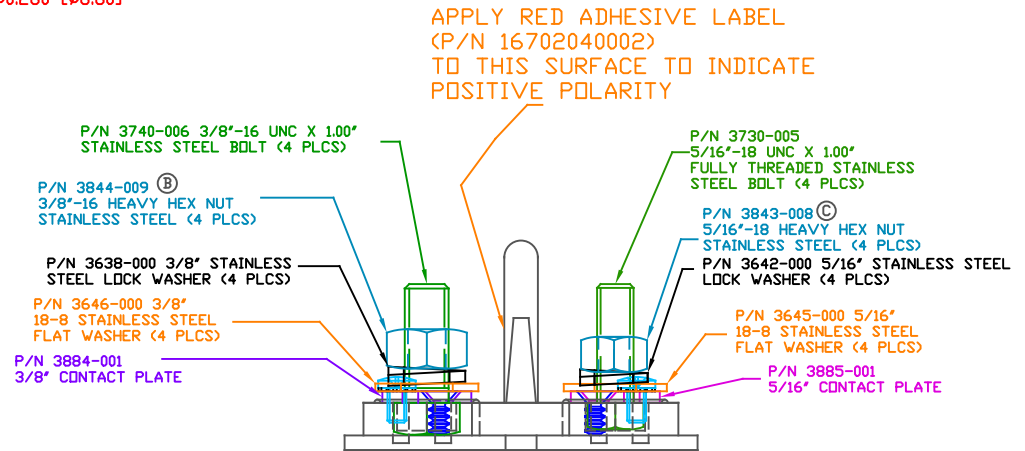 APPLY RED ADHESIVE LABEL
(P/N 16702040002)
TO THIS SURFACE TO INDICATE
POSITIVE POLARITY
P/N 3740-006 3/8"-16 UNC X 1.00"
STAINLESS STEEL BOLT (4 PLCS)
P/N 3844-009 B
3/8"-16 HEAVY HEX NUT
STAINLESS STEEL (4 PLCS)
P/N 3638-000 3/8" STAINLESS
STEEL LOCK WASHER (4 PLCS)
P/N 3646-000 3/8"
18-8 STAINLESS STEEL
FLAT WASHER (4 PLCS)
P/N 3884-001
3/8" CONTACT PLATE
P/N 3730-005
5/16"-18 UNC X 1.00"
FULLY THREADED STAINLESS
STEEL BOLT (4 PLCS)
P/N 3843-008 C
5/16"-18 HEAVY HEX NUT
STAINLESS STEEL (4 PLCS)
P/N 3642-000 5/16" STAINLESS STEEL
LOCK WASHER (4 PLCS)
P/N 3645-000 5/16"
18-8 STAINLESS STEEL
FLAT WASHER (4 PLCS)
P/N 3885-001
5/16" CONTACT PLATE